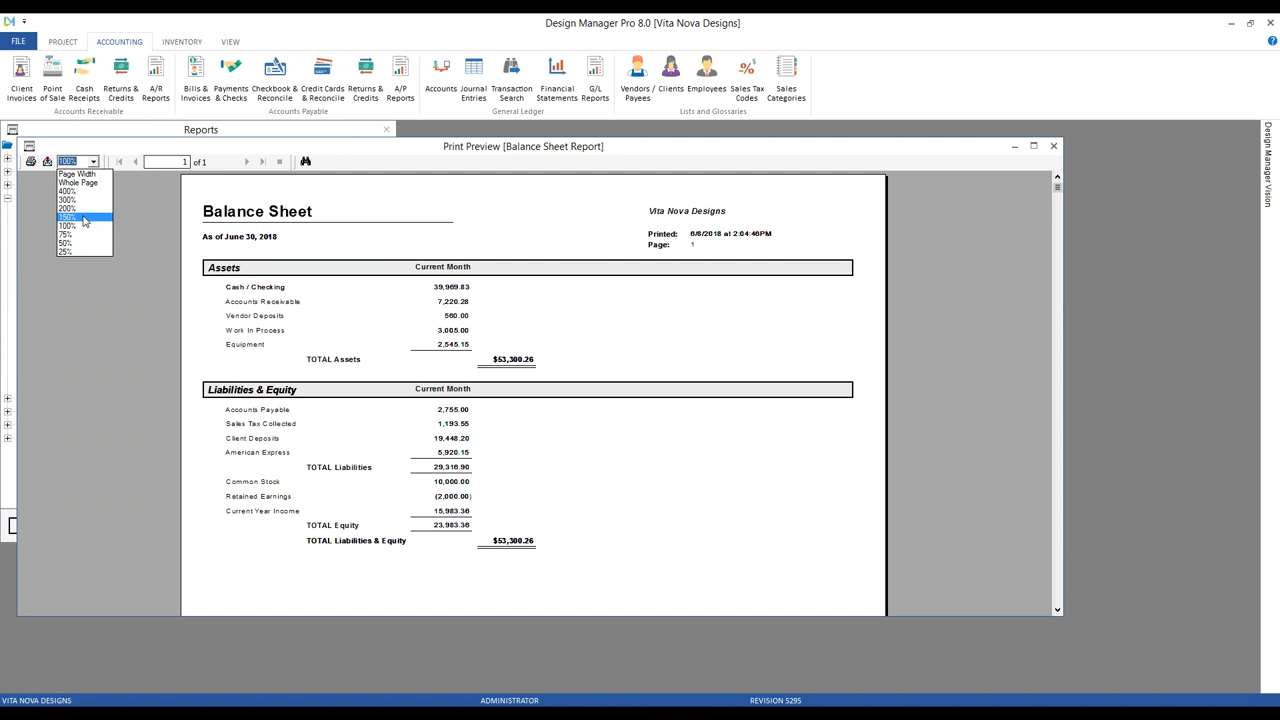 Design Manager Pro 8.0 [Vita Nova Designs]
FILE PROJECT ACCOUNTING INVENTORY VIEW
Client Invoices
Point of Sale
Cash Receipts
Returns & Credits
A/R Reports
Accounts Receivable
Bills & Invoices
Payments & Checks
Checkbook & Reconcile
Credit Cards & Reconcile
Returns & Credits
A/P Reports
Accounts Payable
Accounts
Journal Entries
Transaction Search
Financial Statements
G/L Reports
General Ledger
Vendors / Payees
Clients
Employees
Sales Tax Codes
Sales Categories
Lists and Glossaries
Reports
Design Manager Vision
Print Preview [Balance Sheet Report]
100% 1 of 1
Page Width
Whole Page
400%
300%
200%
150%
100%
75%
50%
25%
Balance Sheet
Vita Nova Designs
As of June 30, 2018
Printed: 6/8/2018 at 2:04:46PM
Page: 1
Assets Current Month
Cash / Checking 39,969.83
Accounts Receivable 7,220.28
Vendor Deposits 560.00
Work In Process 3,005.00
Equipment 2,545.15
TOTAL Assets $53,300.26
Liabilities & Equity Current Month
Accounts Payable 2,755.00
Sales Tax Collected 1,193.55
Client Deposits 19,448.20
American Express 5,920.15
TOTAL Liabilities 29,316.90
Common Stock 10,000.00
Retained Earnings (2,000.00)
Current Year Income 15,983.36
TOTAL Equity 23,983.36
TOTAL Liabilities & Equity $53,300.26
VITA NOVA DESIGNS ADMINISTRATOR REVISION 5295